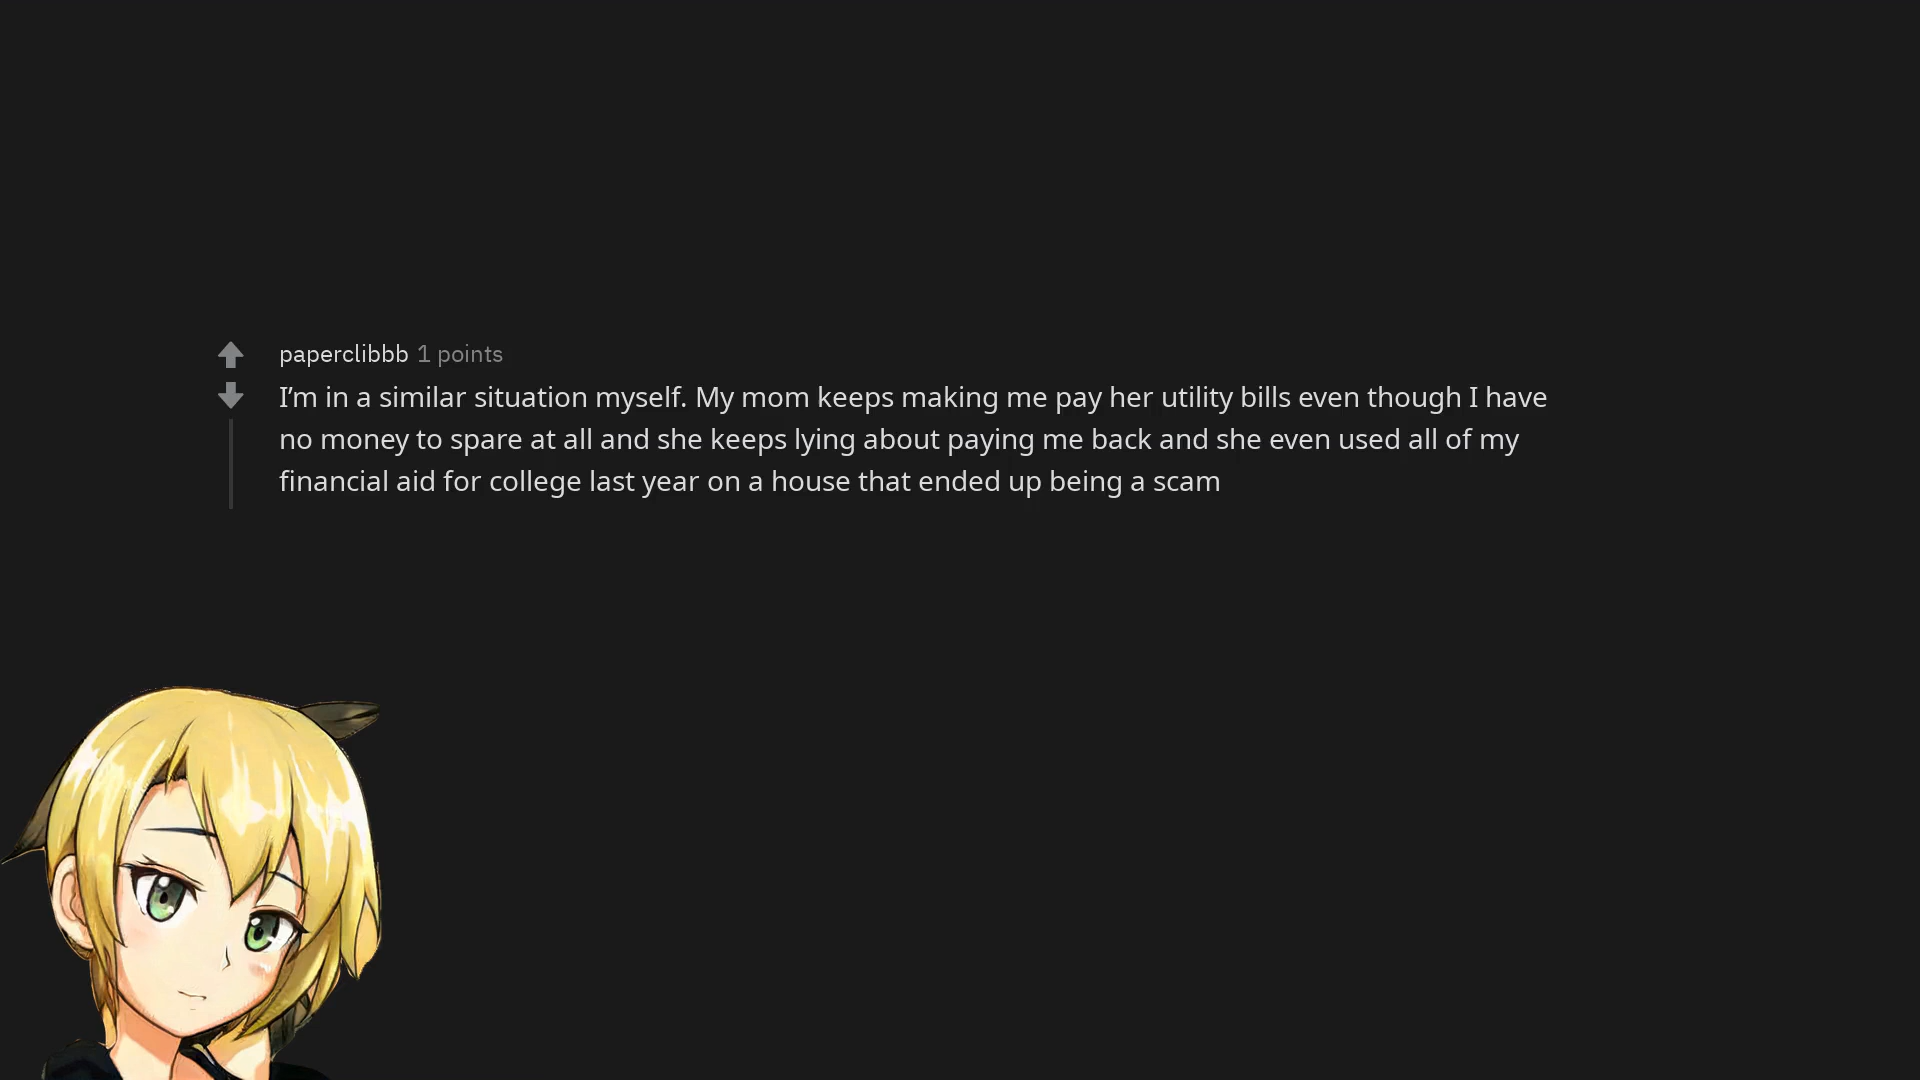 paperclibbb 1 points
I’m in a similar situation myself. My mom keeps making me pay her utility bills even though I have
no money to spare at all and she keeps lying about paying me back and she even used all of my
financial aid for college last year on a house that ended up being a scam